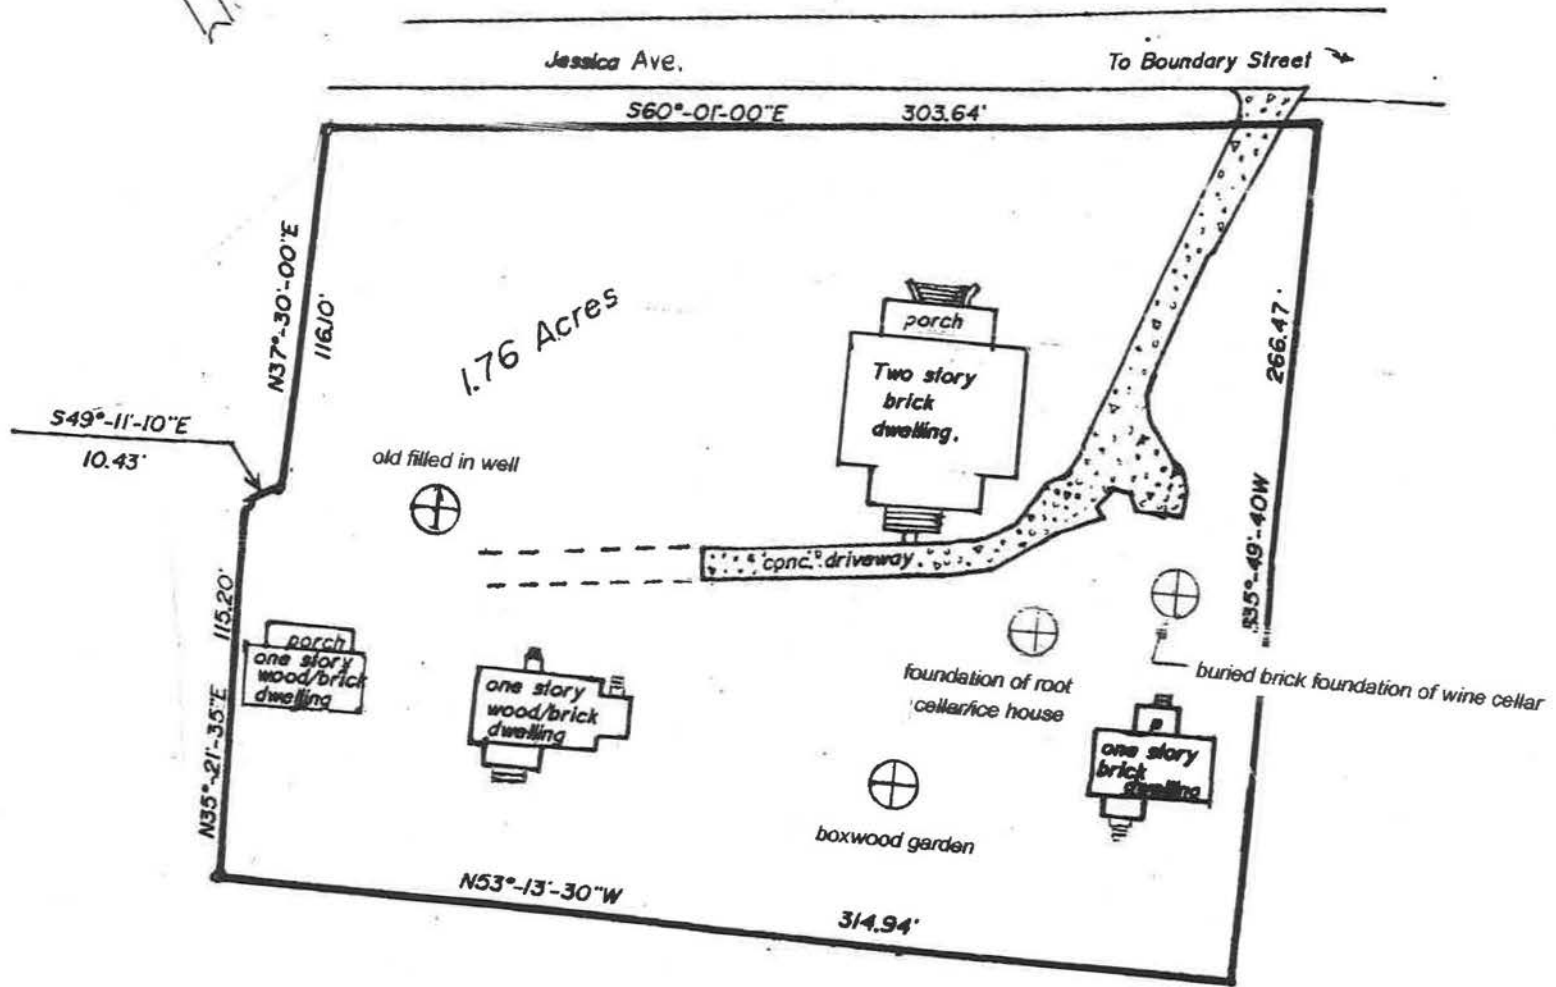 Jessica Ave.
To Boundary Street
S60°-01'-00"E 303.64'
N37°-30'-00"E
116.10'
1.76 Acres
porch
Two story
brick
dwelling.
266.47'
S49°-11'-10"E
10.43'
old filled in well
conc. driveway
S35°-49'-40W
115.20'
N35°-21'-35"E
porch
one story
wood/brick
dwelling
one story
wood/brick
dwelling
foundation of root
cellar/ice house
buried brick foundation of wine cellar
P
one story
brick
dwelling
boxwood garden
N53°-13'-30"W
314.94'